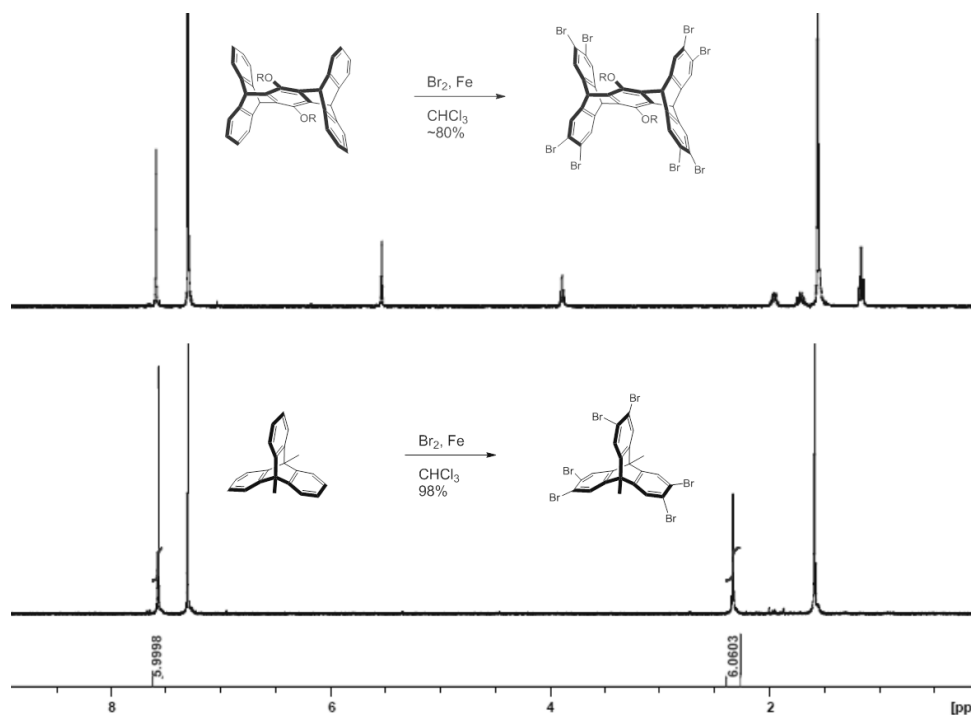 Br
Br
Br
Br
RO
Br₂, Fe
RO
OR
CHCl₃
~80%
OR
Br
Br
Br
Br
Br
Br
Br₂, Fe
CHCl₃
98%
Br
Br
Br
Br
5.9998
6.0603
8
6
4
2
[pp